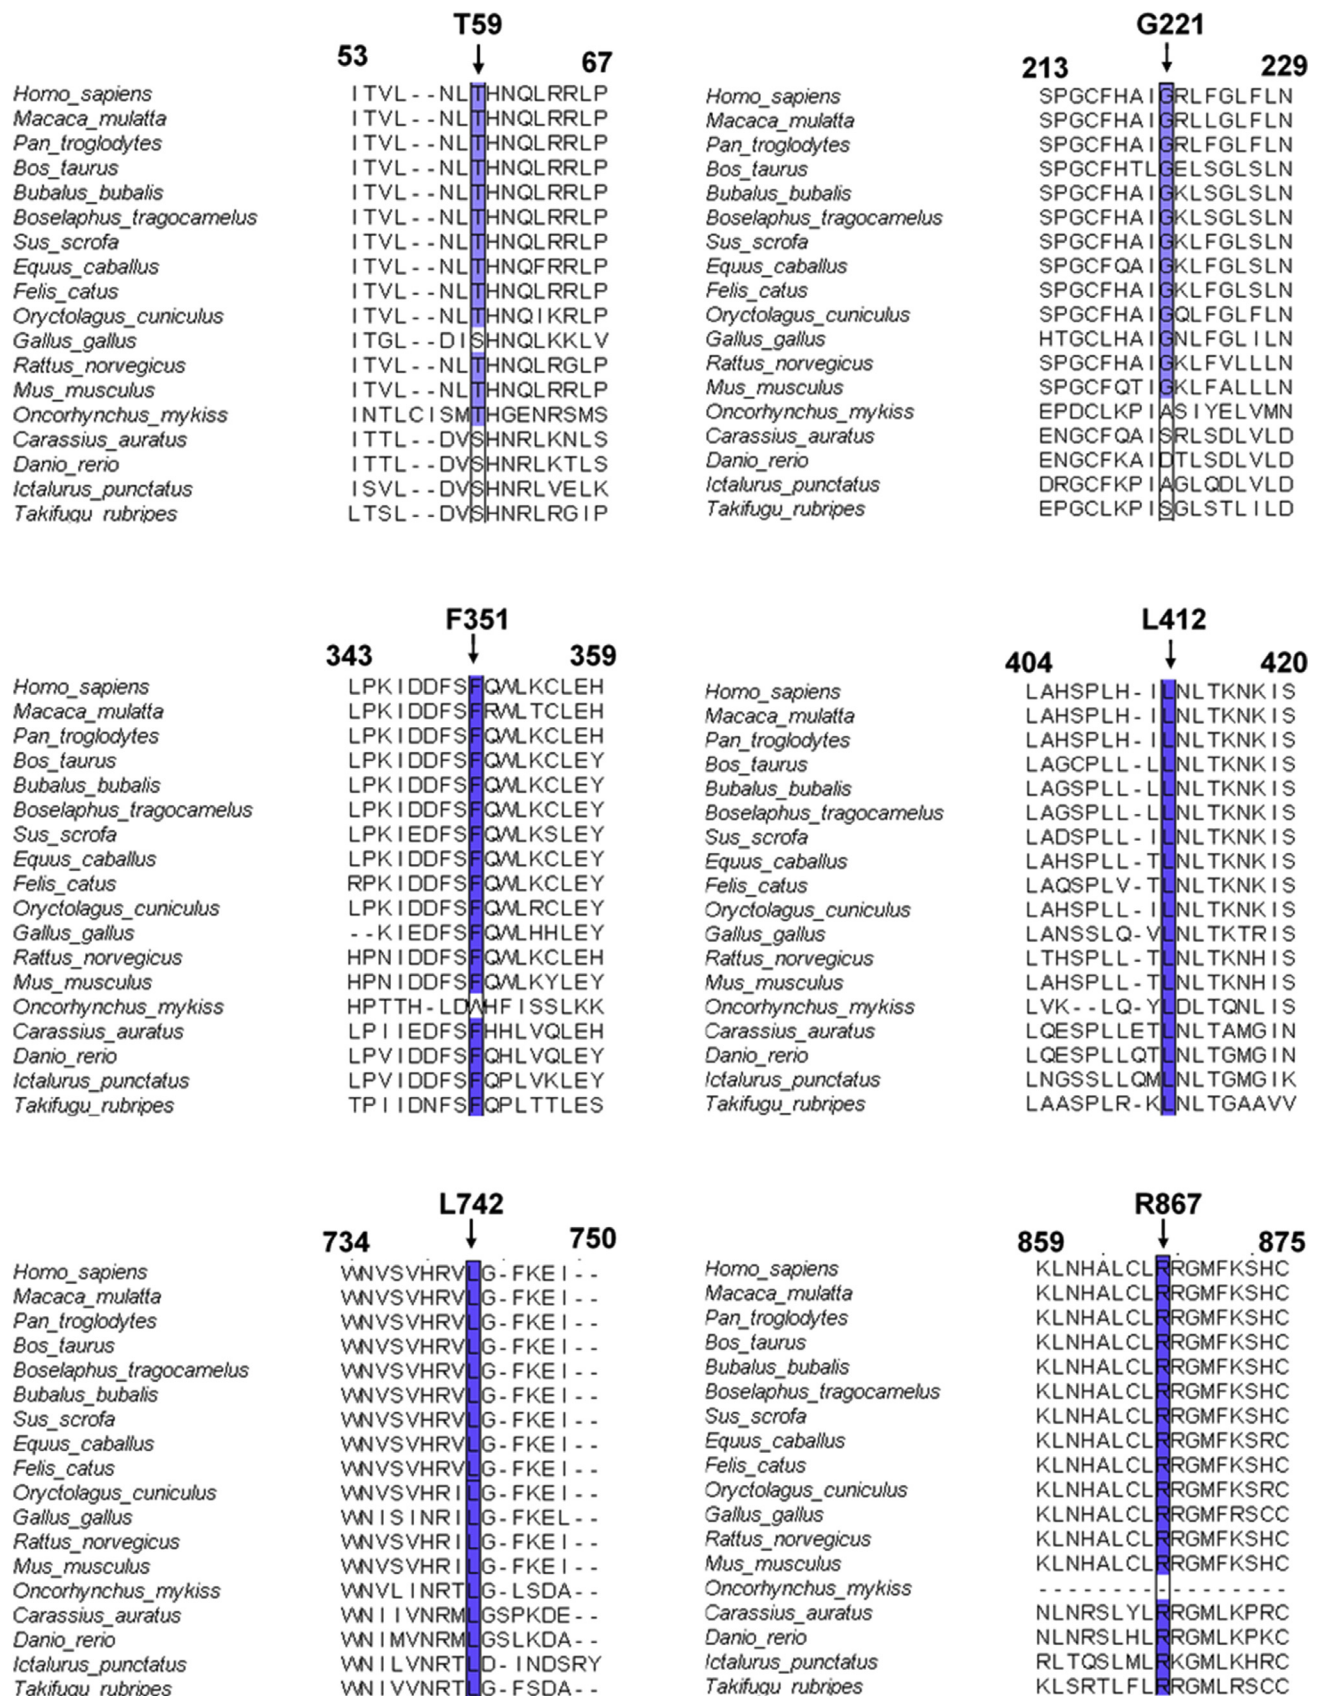 T59
53 67
Homo_sapiens ITVL--NLTHNQLRRLP
Macaca_mulatta ITVL--NLTHNQLRRLP
Pan_troglodytes ITVL--NLTHNQLRRLP
Bos_taurus ITVL--NLTHNQLRRLP
Bubalus_bubalis ITVL--NLTHNQLRRLP
Boselaphus_tragocamelus ITVL--NLTHNQLRRLP
Sus_scrofa ITVL--NLTHNQLRRLP
Equus_caballus ITVL--NLTHNQFRRLP
Felis_catus ITVL--NLTHNQLRRLP
Oryctolagus_cuniculus ITVL--NLTHNQIKRLP
Gallus_gallus ITGL--DISHNQLKKLV
Rattus_norvegicus ITVL--NLTHNQLRGLP
Mus_musculus ITVL--NLTHNQLRRLP
Oncorhynchus_mykiss INTLCISMTHGENRSMS
Carassius_auratus ITTL--DVSHNRLKNLS
Danio_rerio ITTL--DVSHNRLKTLS
Ictalurus_punctatus ISVL--DVSHNRLVELK
Takifugu_rubripes LTSL--DVSHNRLRGIP
G221
213 229
Homo_sapiens SPGCFHAIGRLFGLFLN
Macaca_mulatta SPGCFHAIGRLLGLFLN
Pan_troglodytes SPGCFHAIGRLFGLFLN
Bos_taurus SPGCFHTLGELSGLSLN
Bubalus_bubalis SPGCFHAIGKLSGLSLN
Boselaphus_tragocamelus SPGCFHAIGKLSGLSLN
Sus_scrofa SPGCFHAIGKLFGLSLN
Equus_caballus SPGCFQAIGKLFGLSLN
Felis_catus SPGCFHAIGKLFGLSLN
Oryctolagus_cuniculus SPGCFHAIGQLFGLFLN
Gallus_gallus HTGCLHAIGNLFGLILN
Rattus_norvegicus SPGCFHAIGKLFVLLLN
Mus_musculus SPGCFQTIGKLFALLLN
Oncorhynchus_mykiss EPDCLKPIASIYELVMN
Carassius_auratus ENGCFQAISRLSDLVLD
Danio_rerio ENGCFKAIDTLSDLVLD
Ictalurus_punctatus DRGCFKPIAGLQDLVLD
Takifugu_rubripes EPGCLKPISGLSTLILD
F351
343 359
Homo_sapiens LPKIDDFSFQWLKCLEH
Macaca_mulatta LPKIDDFSFRWLTCLEH
Pan_troglodytes LPKIDDFSFQWLKCLEH
Bos_taurus LPKIDDFSFQWLKCLEY
Bubalus_bubalis LPKIDDFSFQWLKCLEY
Boselaphus_tragocamelus LPKIDDFSFQWLKCLEY
Sus_scrofa LPKIEDFSFQWLKSLEY
Equus_caballus LPKIDDFSFQWLKCLEY
Felis_catus RPKIDDFSFQWLKCLEY
Oryctolagus_cuniculus LPKIDDFSFQWLRCLEY
Gallus_gallus --KIEDFSFQWLHHLEY
Rattus_norvegicus HPNIDDFSFQWLKCLEH
Mus_musculus HPNIDDFSFQWLKYLEY
Oncorhynchus_mykiss HPTTH-LDWHFISSLKK
Carassius_auratus LPIIEDFSFHHLVQLEH
Danio_rerio LPVIDDFSFQHLVQLEY
Ictalurus_punctatus LPVIDDFSFQPLVKLEY
Takifugu_rubripes TPIIDNFSFQPLTTLES
L412
404 420
Homo_sapiens LAHSPLH-ILNLTKNKIS
Macaca_mulatta LAHSPLH-ILNLTKNKIS
Pan_troglodytes LAHSPLH-ILNLTKNKIS
Bos_taurus LAGCPLL-LLNLTKNKIS
Bubalus_bubalis LAGSPLL-LLNLTKNKIS
Boselaphus_tragocamelus LAGSPLL-LLNLTKNKIS
Sus_scrofa LADSPLL-ILNLTKNKIS
Equus_caballus LAHSPLL-TLNLTKNKIS
Felis_catus LAQSPLV-TLNLTKNKIS
Oryctolagus_cuniculus LAHSPLL-ILNLTKNKIS
Gallus_gallus LANSSLQ-VLNLTKTRIS
Rattus_norvegicus LTHSPLL-TLNLTKNHIS
Mus_musculus LAHSPLL-TLNLTKNHIS
Oncorhynchus_mykiss LVK--LQ-YLDLTQNLIS
Carassius_auratus LQESPLLETLNLTAMGIN
Danio_rerio LQESPLLQTLNLTGMGIN
Ictalurus_punctatus LNGSSLLQMLNLTGMGIK
Takifugu_rubripes LAASPLR-KLNLTGAAVV
L742
734 750
Homo_sapiens WNVSVHRVLG-FKEI--
Macaca_mulatta WNVSVHRVLG-FKEI--
Pan_troglodytes WNVSVHRVLG-FKEI--
Bos_taurus WNVSVHRVLG-FKEI--
Boselaphus_tragocamelus WNVSVHRVLG-FKEI--
Bubalus_bubalis WNVSVHRVLG-FKEI--
Sus_scrofa WNVSVHRVLG-FKEI--
Equus_caballus WNVSVHRVLG-FKEI--
Felis_catus WNVSVHRVLG-FKEI--
Oryctolagus_cuniculus WNVSVHRILG-FKEI--
Gallus_gallus WNISINRILG-FKEL--
Rattus_norvegicus WNVSVHRILG-FKEI--
Mus_musculus WNVSVHRILG-FKEI--
Oncorhynchus_mykiss WNVLINRTLG-LSDA--
Carassius_auratus WNIIVNRMLGSPKDE--
Danio_rerio WNIMVNRMLGSLKDA--
Ictalurus_punctatus WNILVNRTLD-INDSRY
Takifugu_rubripes WNIVVNRTLG-FSDA--
R867
859 875
Homo_sapiens KLNHALCLRRGMFKSHC
Macaca_mulatta KLNHALCLRRGMFKSHC
Pan_troglodytes KLNHALCLRRGMFKSHC
Bos_taurus KLNHALCLRRGMFKSHC
Bubalus_bubalis KLNHALCLRRGMFKSHC
Boselaphus_tragocamelus KLNHALCLRRGMFKSHC
Sus_scrofa KLNHALCLRRGMFKSHC
Equus_caballus KLNHALCLRRGMFKSRC
Felis_catus KLNHALCLRRGMFKSHC
Oryctolagus_cuniculus KLNHALCLRRGMFKSRC
Gallus_gallus KLNHALCLRRGMFRSCC
Rattus_norvegicus KLNHALCLRRGMFKSHC
Mus_musculus KLNHALCLRRGMFKSHC
Oncorhynchus_mykiss -----------------
Carassius_auratus NLNRSLYLRRGMLKPRC
Danio_rerio NLNRSLHLRRGMLKPKC
Ictalurus_punctatus RLTQSLMLRKGMLKHRC
Takifugu_rubripes KLSRTLFLRRGMLRSCC